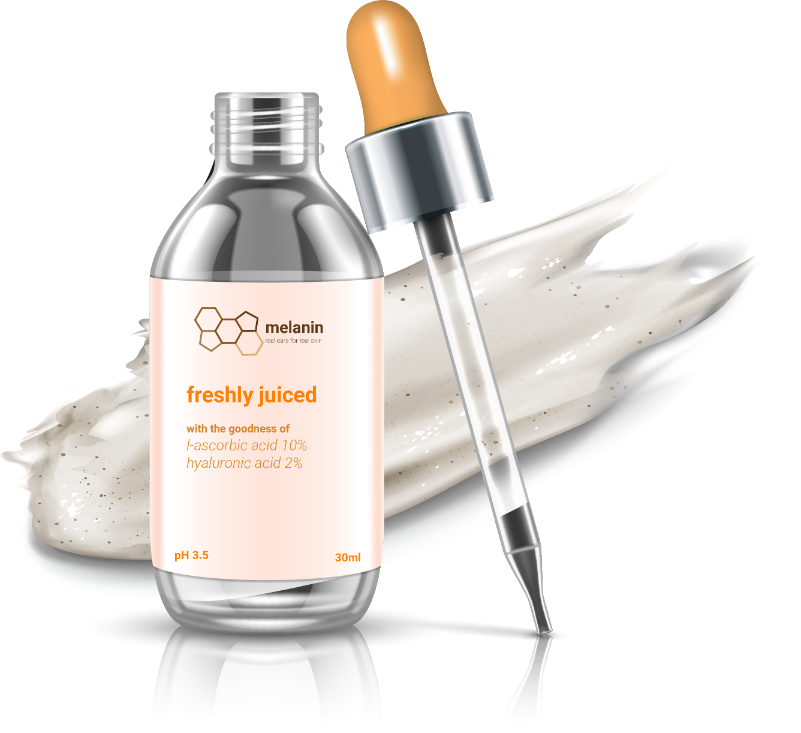 melanin
real care for real skin
freshly juiced
with the goodness of
l-ascorbic acid 10%
hyaluronic acid 2%
pH 3.5
30ml